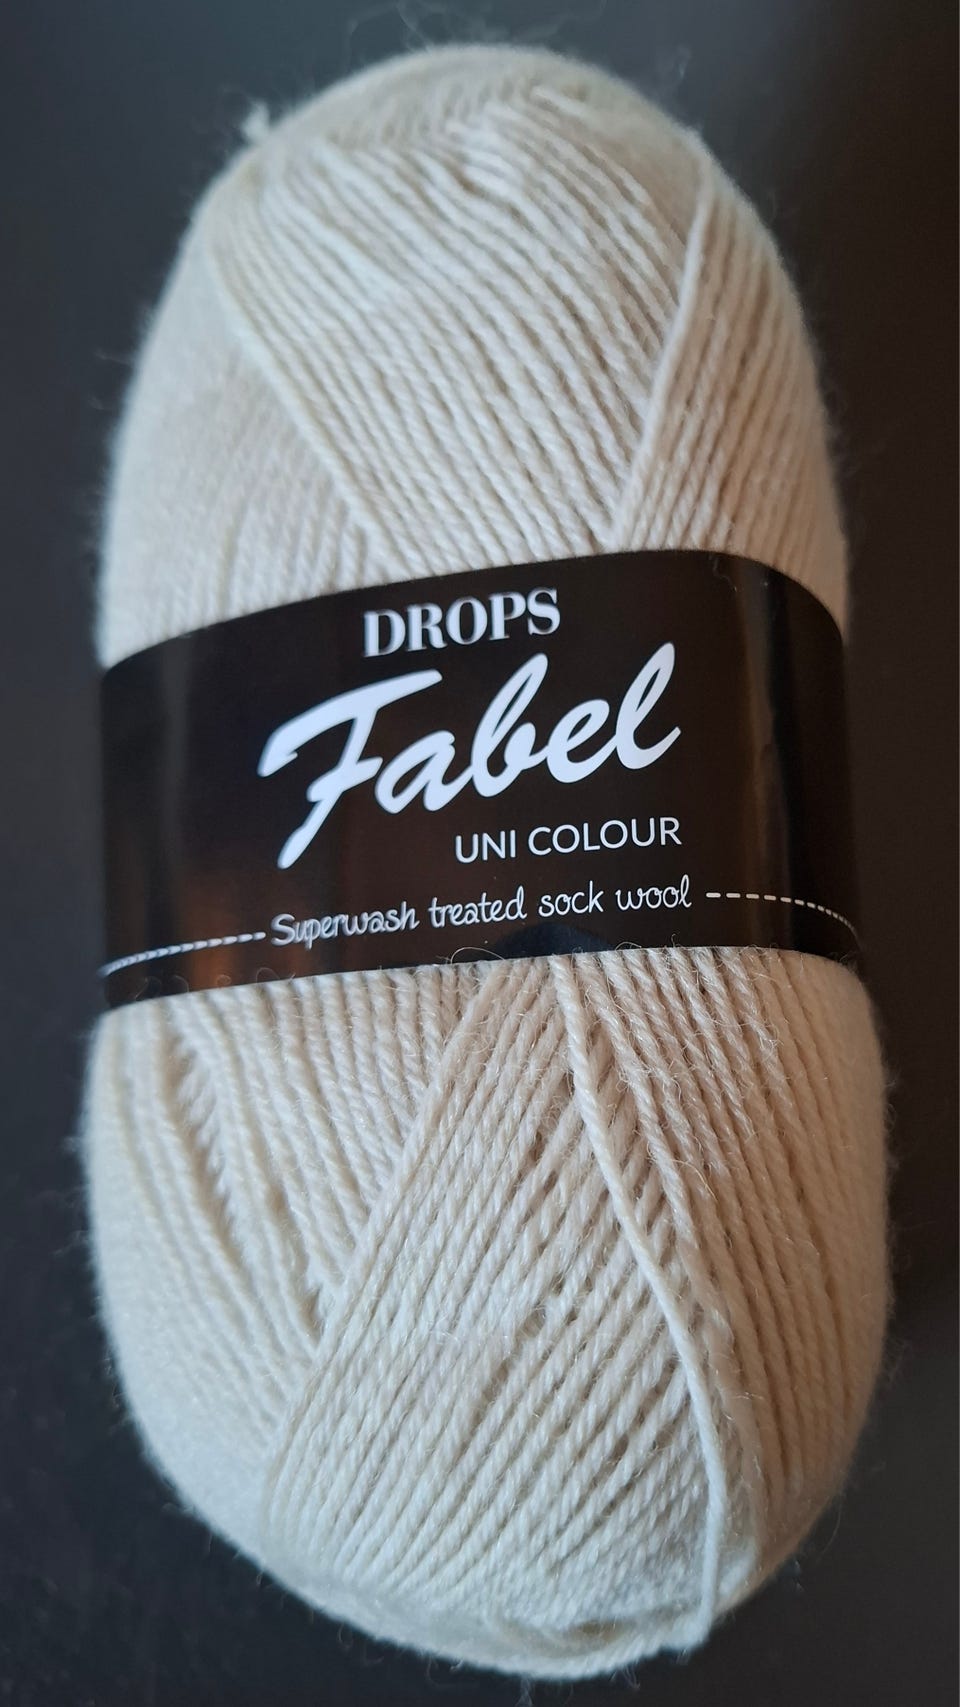 DROPS
Fabel
UNI COLOUR
Superwash treated sock wool